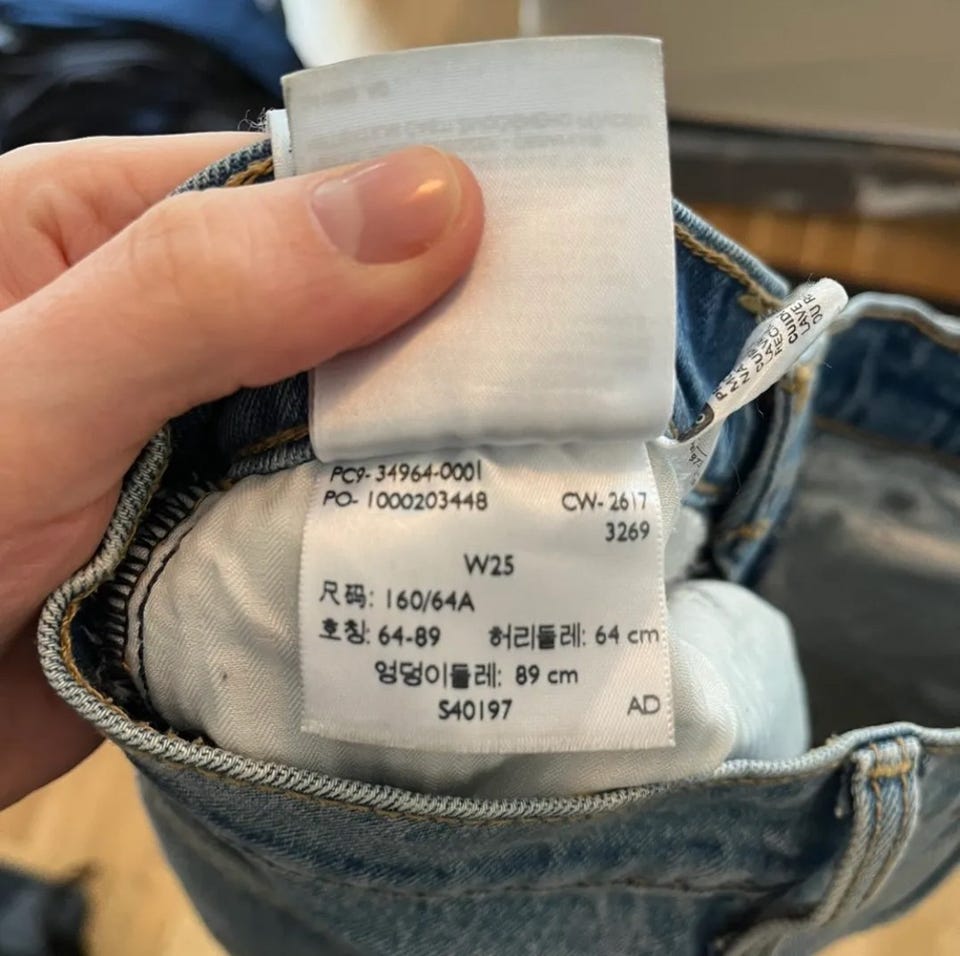 PC9- 34964-0001
PO- 1000203448 CW- 2617
3269
W25
尺码: 160/64A
호칭: 64-89 허리둘레: 64 cm
엉덩이둘레: 89 cm
S40197 AD